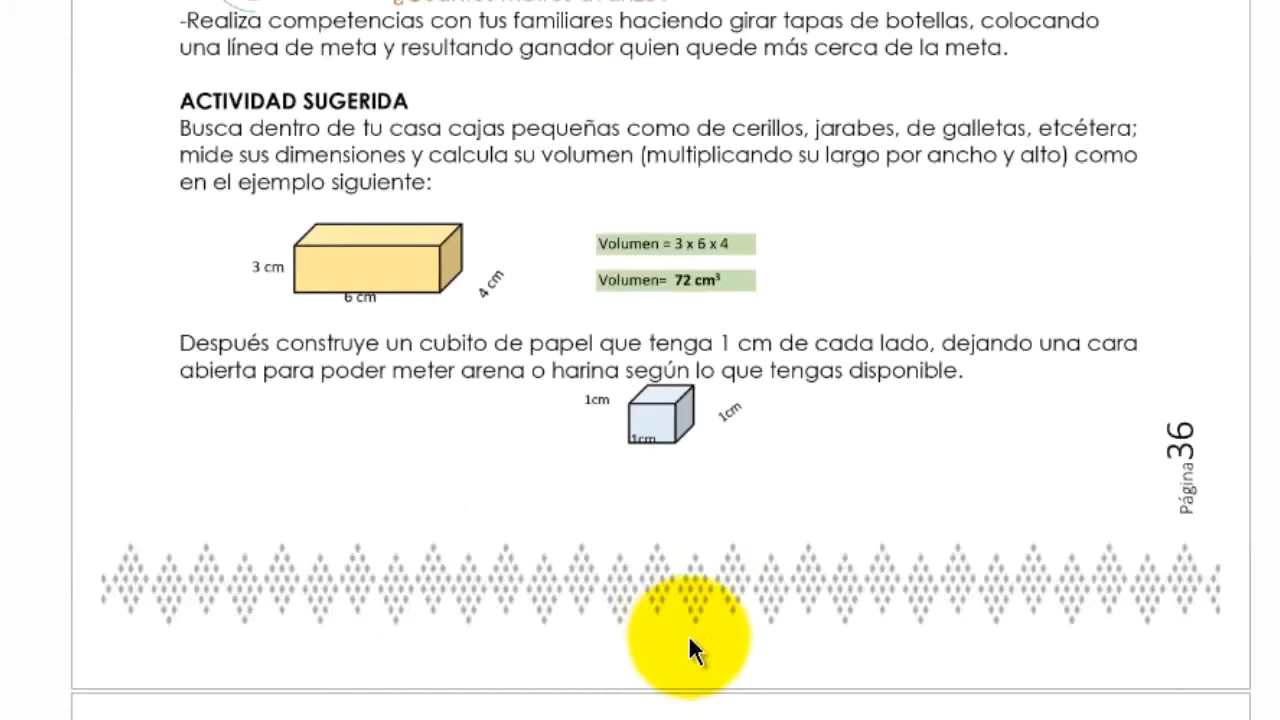 -Realiza competencias con tus familiares haciendo girar tapas de botellas, colocando
una línea de meta y resultando ganador quien quede más cerca de la meta.
ACTIVIDAD SUGERIDA
Busca dentro de tu casa cajas pequeñas como de cerillos, jarabes, de galletas, etcétera;
mide sus dimensiones y calcula su volumen (multiplicando su largo por ancho y alto) como
en el ejemplo siguiente:
3 cm
6 cm
4 cm
Volumen = 3 x 6 x 4
Volumen= 72 cm³
Después construye un cubito de papel que tenga 1 cm de cada lado, dejando una cara
abierta para poder meter arena o harina según lo que tengas disponible.
1cm
1cm
1cm
Página36